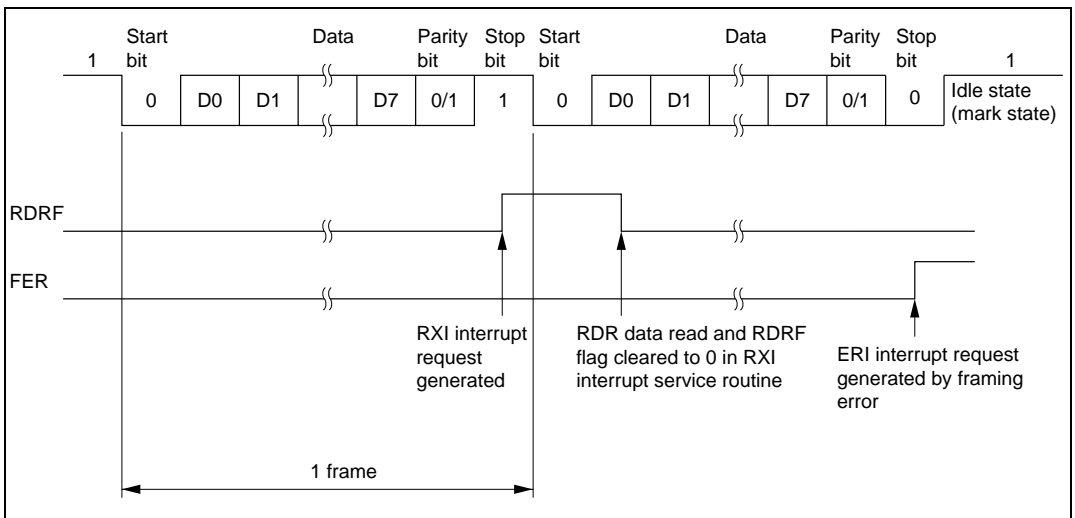 Start Data Parity Stop Start Data Parity Stop
1 bit bit bit bit bit bit 1
0 D0 D1 D7 0/1 1 0 D0 D1 D7 0/1 0 Idle state
(mark state)
RDRF
FER
RXI interrupt
request
generated
RDR data read and RDRF
flag cleared to 0 in RXI
interrupt service routine
ERI interrupt request
generated by framing
error
1 frame